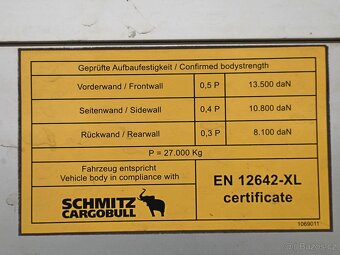 Geprüfte Aufbaufestigkeit / Confirmed bodystrength
Vorderwand / Frontwall 0,5 P 13.500 daN
Seitenwand / Sidewall 0,4 P 10.800 daN
Rückwand / Rearwall 0,3 P 8.100 daN
P = 27.000 Kg
Fahrzeug entspricht
Vehicle body in compliance with
SCHMITZ
CARGOBULL
EN 12642-XL
certificate
1069011